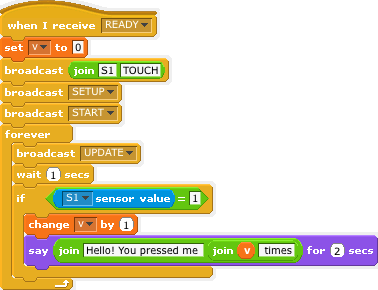 when I receive READY
set v to 0
broadcast join S1 TOUCH
broadcast SETUP
broadcast START
forever
broadcast UPDATE
wait 1 secs
if S1 sensor value = 1
change v by 1
say join Hello! You pressed me join v times for 2 secs